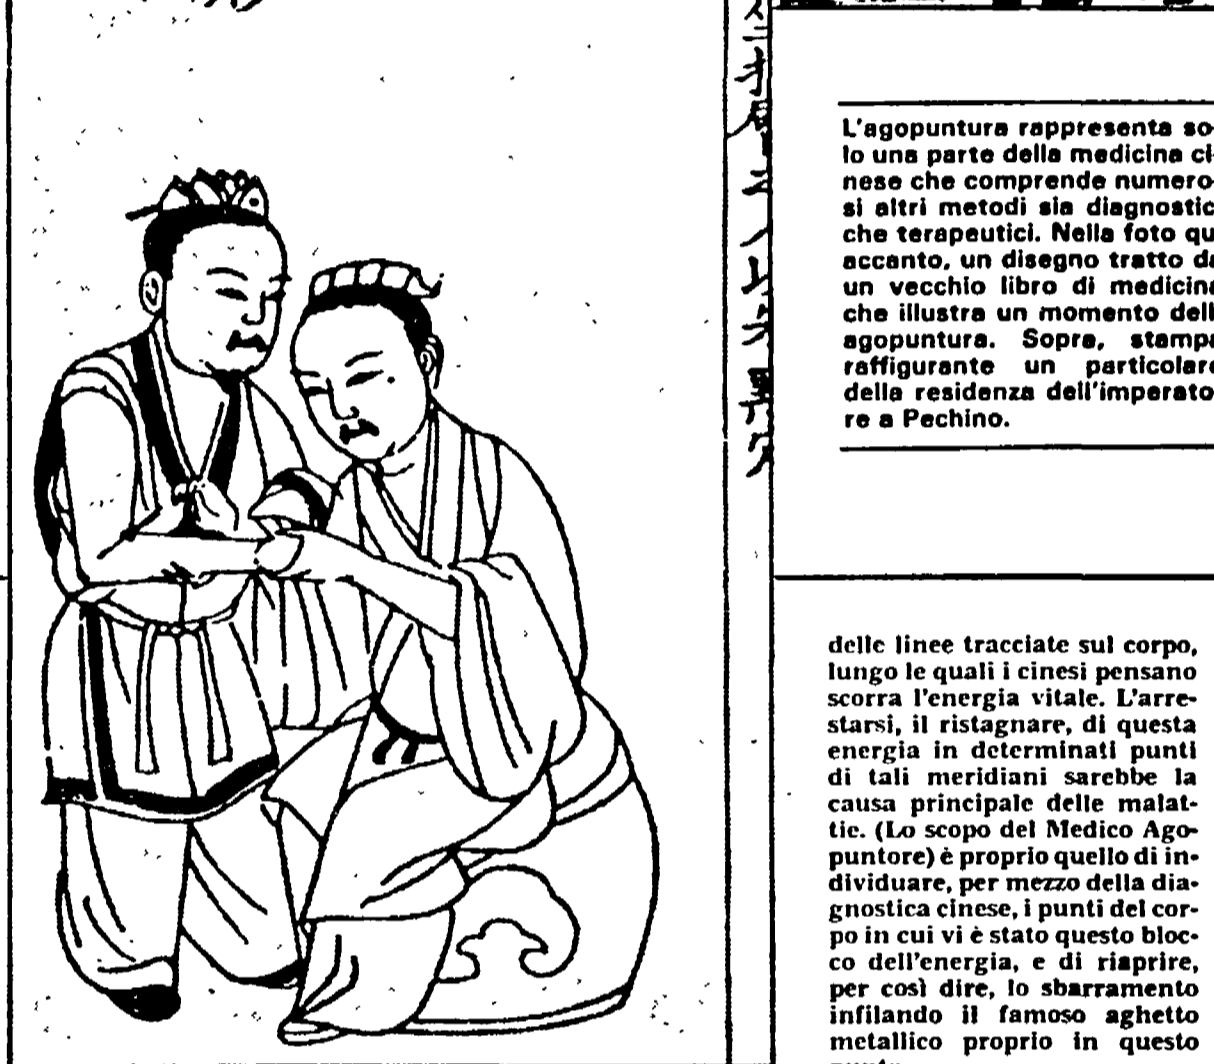 L'agopuntura rappresenta so-
lo una parte della medicina ci-
nese che comprende numero-
si altri metodi sia diagnostic
che terapeutici. Nella foto qu
accanto, un disegno tratto da
un vecchio libro di medicina
che illustra un momento dell
agopuntura. Sopra, stampa
raffigurante un particolare
della residenza dell'imperato-
re a Pechino.
delle linee tracciate sul corpo,
lungo le quali i cinesi pensano
scorra l'energia vitale. L'arre-
starsi, il ristagnare, di questa
energia in determinati punti
di tali meridiani sarebbe la
causa principale delle malat-
tie. (Lo scopo del Medico Ago-
puntore) è proprio quello di in-
dividuare, per mezzo della dia-
gnostica cinese, i punti del cor-
po in cui vi è stato questo bloc-
co dell'energia, e di riaprire,
per così dire, lo sbarramento
infilando il famoso aghetto
metallico proprio in questo